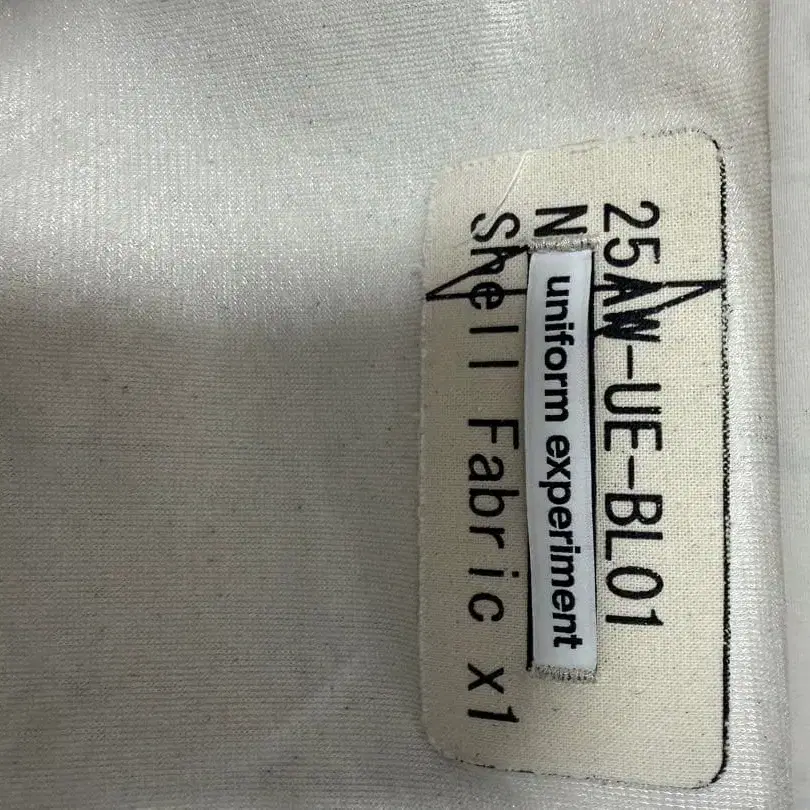 25AW-UE-BL01
N
uniform experiment
Shell Fabric x1